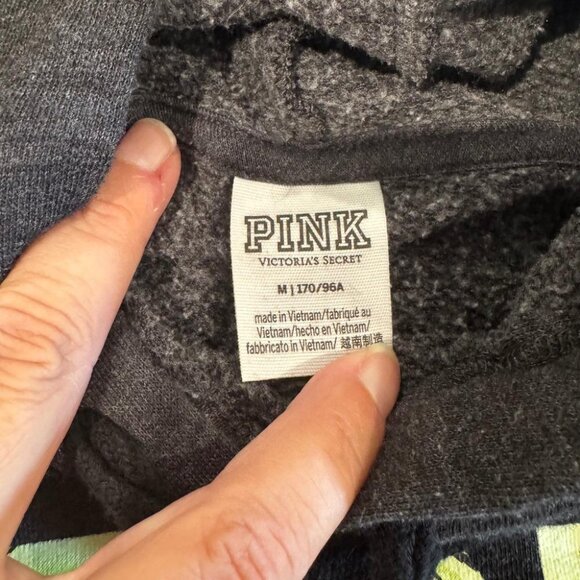 PINK
VICTORIA'S SECRET
M | 170/96A
made in Vietnam/fabriqué au
Vietnam/hecho en Vietnam/
fabbricato in Vietnam/ 越南制造